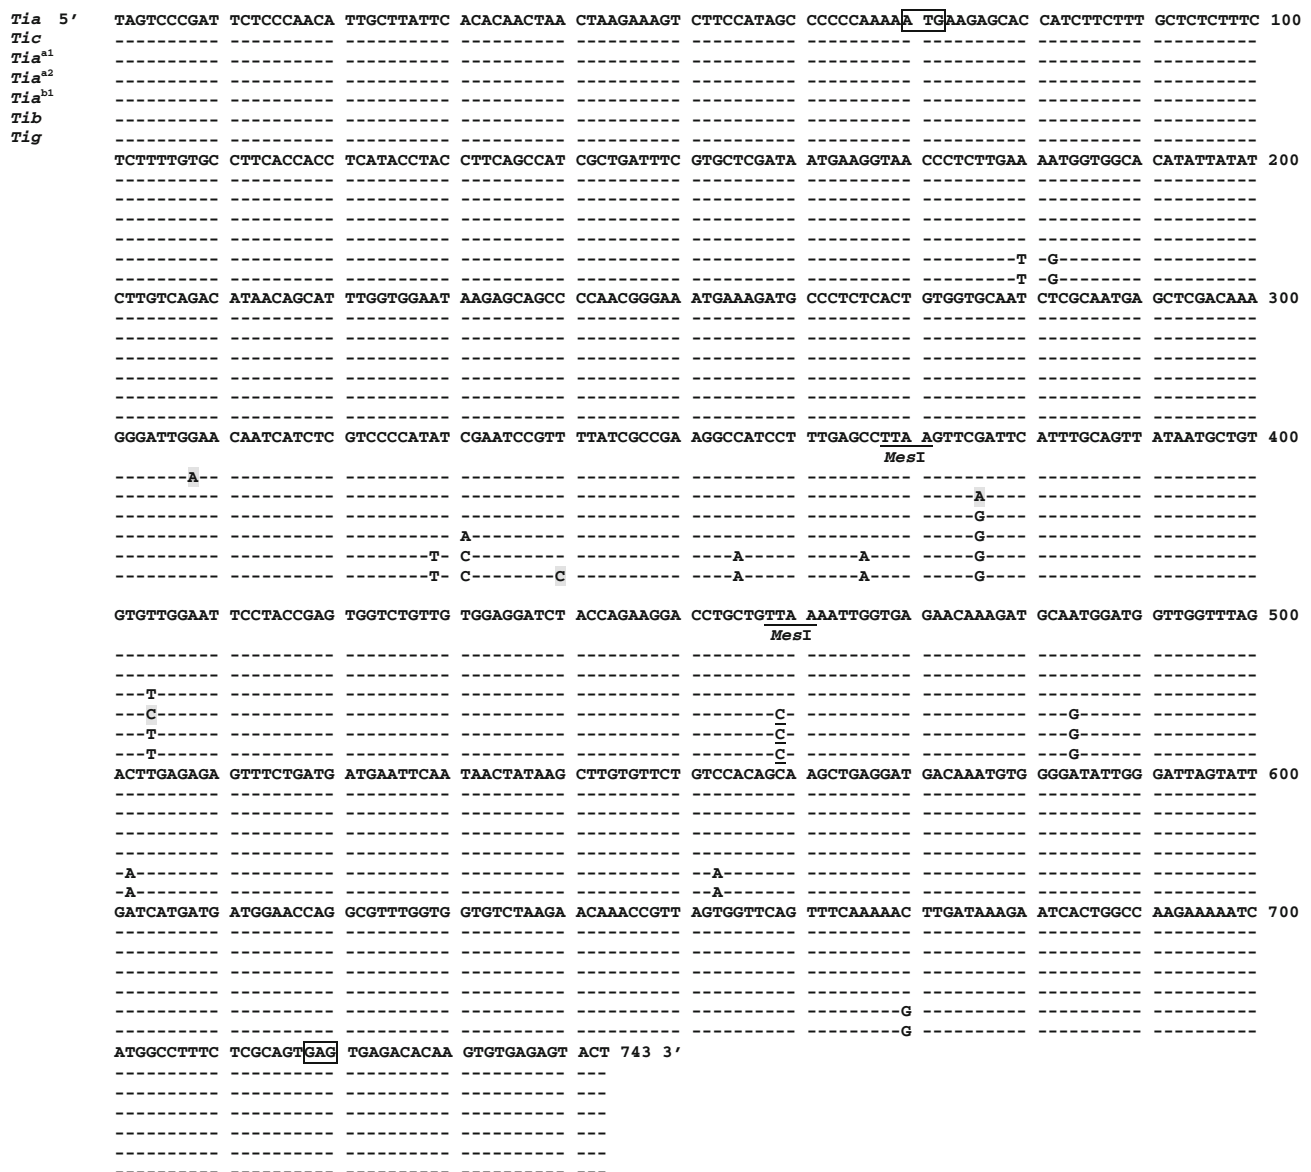 Tia 5′ TAGTCCCGAT TCTCCCAACA TTGCTTATTC ACACAACTAA CTAAGAAAGT CTTCCATAGC CCCCCAAAAA TGAAGAGCAC CATCTTCTTT GCTCTCTTTC 100
Tic ---------- ---------- ---------- ---------- ---------- ---------- ---------- ---------- ---------- ----------
Tiaᵃ¹ ---------- ---------- ---------- ---------- ---------- ---------- ---------- ---------- ---------- ----------
Tiaᵃ² ---------- ---------- ---------- ---------- ---------- ---------- ---------- ---------- ---------- ----------
Tiaᵇ¹ ---------- ---------- ---------- ---------- ---------- ---------- ---------- ---------- ---------- ----------
Tib ---------- ---------- ---------- ---------- ---------- ---------- ---------- ---------- ---------- ----------
Tig ---------- ---------- ---------- ---------- ---------- ---------- ---------- ---------- ---------- ----------
TCTTTTGTGC CTTCACCACC TCATACCTAC CTTCAGCCAT CGCTGATTTC GTGCTCGATA ATGAAGGTAA CCCTCTTGAA AATGGTGGCA CATATTATAT 200
---------- ---------- ---------- ---------- ---------- ---------- ---------- ---------- ---------- ----------
---------- ---------- ---------- ---------- ---------- ---------- ---------- ---------- ---------- ----------
---------- ---------- ---------- ---------- ---------- ---------- ---------- ---------- ---------- ----------
---------- ---------- ---------- ---------- ---------- ---------- ---------- ---------- ---------- ----------
---------- ---------- ---------- ---------- ---------- ---------- ---------- ---------T -G-------- ----------
---------- ---------- ---------- ---------- ---------- ---------- ---------- ---------T -G-------- ----------
CTTGTCAGAC ATAACAGCAT TTGGTGGAAT AAGAGCAGCC CCAACGGGAA ATGAAAGATG CCCTCTCACT GTGGTGCAAT CTCGCAATGA GCTCGACAAA 300
---------- ---------- ---------- ---------- ---------- ---------- ---------- ---------- ---------- ----------
---------- ---------- ---------- ---------- ---------- ---------- ---------- ---------- ---------- ----------
---------- ---------- ---------- ---------- ---------- ---------- ---------- ---------- ---------- ----------
---------- ---------- ---------- ---------- ---------- ---------- ---------- ---------- ---------- ----------
---------- ---------- ---------- ---------- ---------- ---------- ---------- ---------- ---------- ----------
---------- ---------- ---------- ---------- ---------- ---------- ---------- ---------- ---------- ----------
GGGATTGGAA CAATCATCTC GTCCCCATAT CGAATCCGTT TTATCGCCGA AGGCCATCCT TTGAGCCTTA AGTTCGATTC ATTTGCAGTT ATAATGCTGT 400
MesI
-------A-- ---------- ---------- ---------- ---------- ---------- ---------- ---------- ---------- ----------
---------- ---------- ---------- ---------- ---------- ---------- ---------- -----A---- ---------- ----------
---------- ---------- ---------- ---------- ---------- ---------- ---------- -----G---- ---------- ----------
---------- ---------- ---------- A--------- ---------- ---------- ---------- -----G---- ---------- ----------
---------- ---------- --------T- C--------- ---------- ----A----- -----A---- -----G---- ---------- ----------
---------- ---------- --------T- C--------C ---------- ----A----- -----A---- -----G---- ---------- ----------
GTGTTGGAAT TCCTACCGAG TGGTCTGTTG TGGAGGATCT ACCAGAAGGA CCTGCTGTTA AAATTGGTGA GAACAAAGAT GCAATGGATG GTTGGTTTAG 500
MesI
---------- ---------- ---------- ---------- ---------- ---------- ---------- ---------- ---------- ----------
---------- ---------- ---------- ---------- ---------- ---------- ---------- ---------- ---------- ----------
---T------ ---------- ---------- ---------- ---------- ---------- ---------- ---------- ---------- ----------
---C------ ---------- ---------- ---------- ---------- --------C- ---------- ---------- ---G------ ----------
---T------ ---------- ---------- ---------- ---------- --------C- ---------- ---------- ---G------ ----------
---T------ ---------- ---------- ---------- ---------- --------C- ---------- ---------- ---G------ ----------
ACTTGAGAGA GTTTCTGATG ATGAATTCAA TAACTATAAG CTTGTGTTCT GTCCACAGCA AGCTGAGGAT GACAAATGTG GGGATATTGG GATTAGTATT 600
---------- ---------- ---------- ---------- ---------- ---------- ---------- ---------- ---------- ----------
---------- ---------- ---------- ---------- ---------- ---------- ---------- ---------- ---------- ----------
---------- ---------- ---------- ---------- ---------- ---------- ---------- ---------- ---------- ----------
---------- ---------- ---------- ---------- ---------- ---------- ---------- ---------- ---------- ----------
-A-------- ---------- ---------- ---------- ---------- --A------- ---------- ---------- ---------- ----------
-A-------- ---------- ---------- ---------- ---------- --A------- ---------- ---------- ---------- ----------
GATCATGATG ATGGAACCAG GCGTTTGGTG GTGTCTAAGA ACAAACCGTT AGTGGTTCAG TTTCAAAAAC TTGATAAAGA ATCACTGGCC AAGAAAAATC 700
---------- ---------- ---------- ---------- ---------- ---------- ---------- ---------- ---------- ----------
---------- ---------- ---------- ---------- ---------- ---------- ---------- ---------- ---------- ----------
---------- ---------- ---------- ---------- ---------- ---------- ---------- ---------- ---------- ----------
---------- ---------- ---------- ---------- ---------- ---------- ---------- ---------- ---------- ----------
---------- ---------- ---------- ---------- ---------- ---------- ---------G ---------- ---------- ----------
---------- ---------- ---------- ---------- ---------- ---------- ---------G ---------- ---------- ----------
ATGGCCTTTC TCGCAGTGAG TGAGACACAA GTGTGAGAGT ACT 743 3′
---------- ---------- ---------- ---------- ---
---------- ---------- ---------- ---------- ---
---------- ---------- ---------- ---------- ---
---------- ---------- ---------- ---------- ---
---------- ---------- ---------- ---------- ---
---------- ---------- ---------- ---------- ---